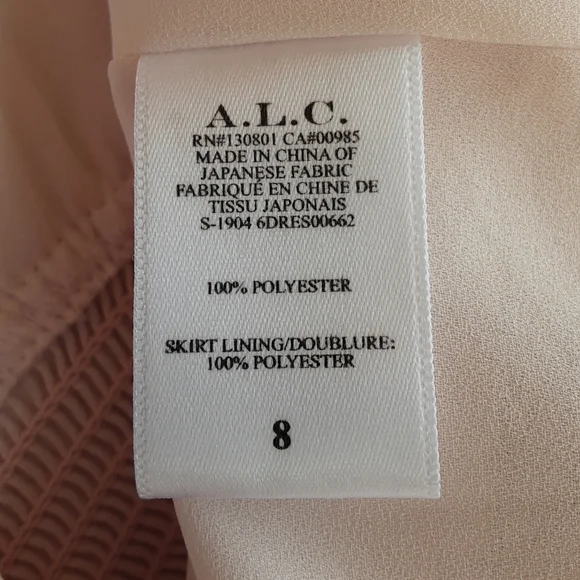 A.L.C.
RN#130801 CA#00985
MADE IN CHINA OF
JAPANESE FABRIC
FABRIQUÉ EN CHINE DE
TISSU JAPONAIS
S-1904 6DRES00662
100% POLYESTER
SKIRT LINING/DOUBLURE:
100% POLYESTER
8